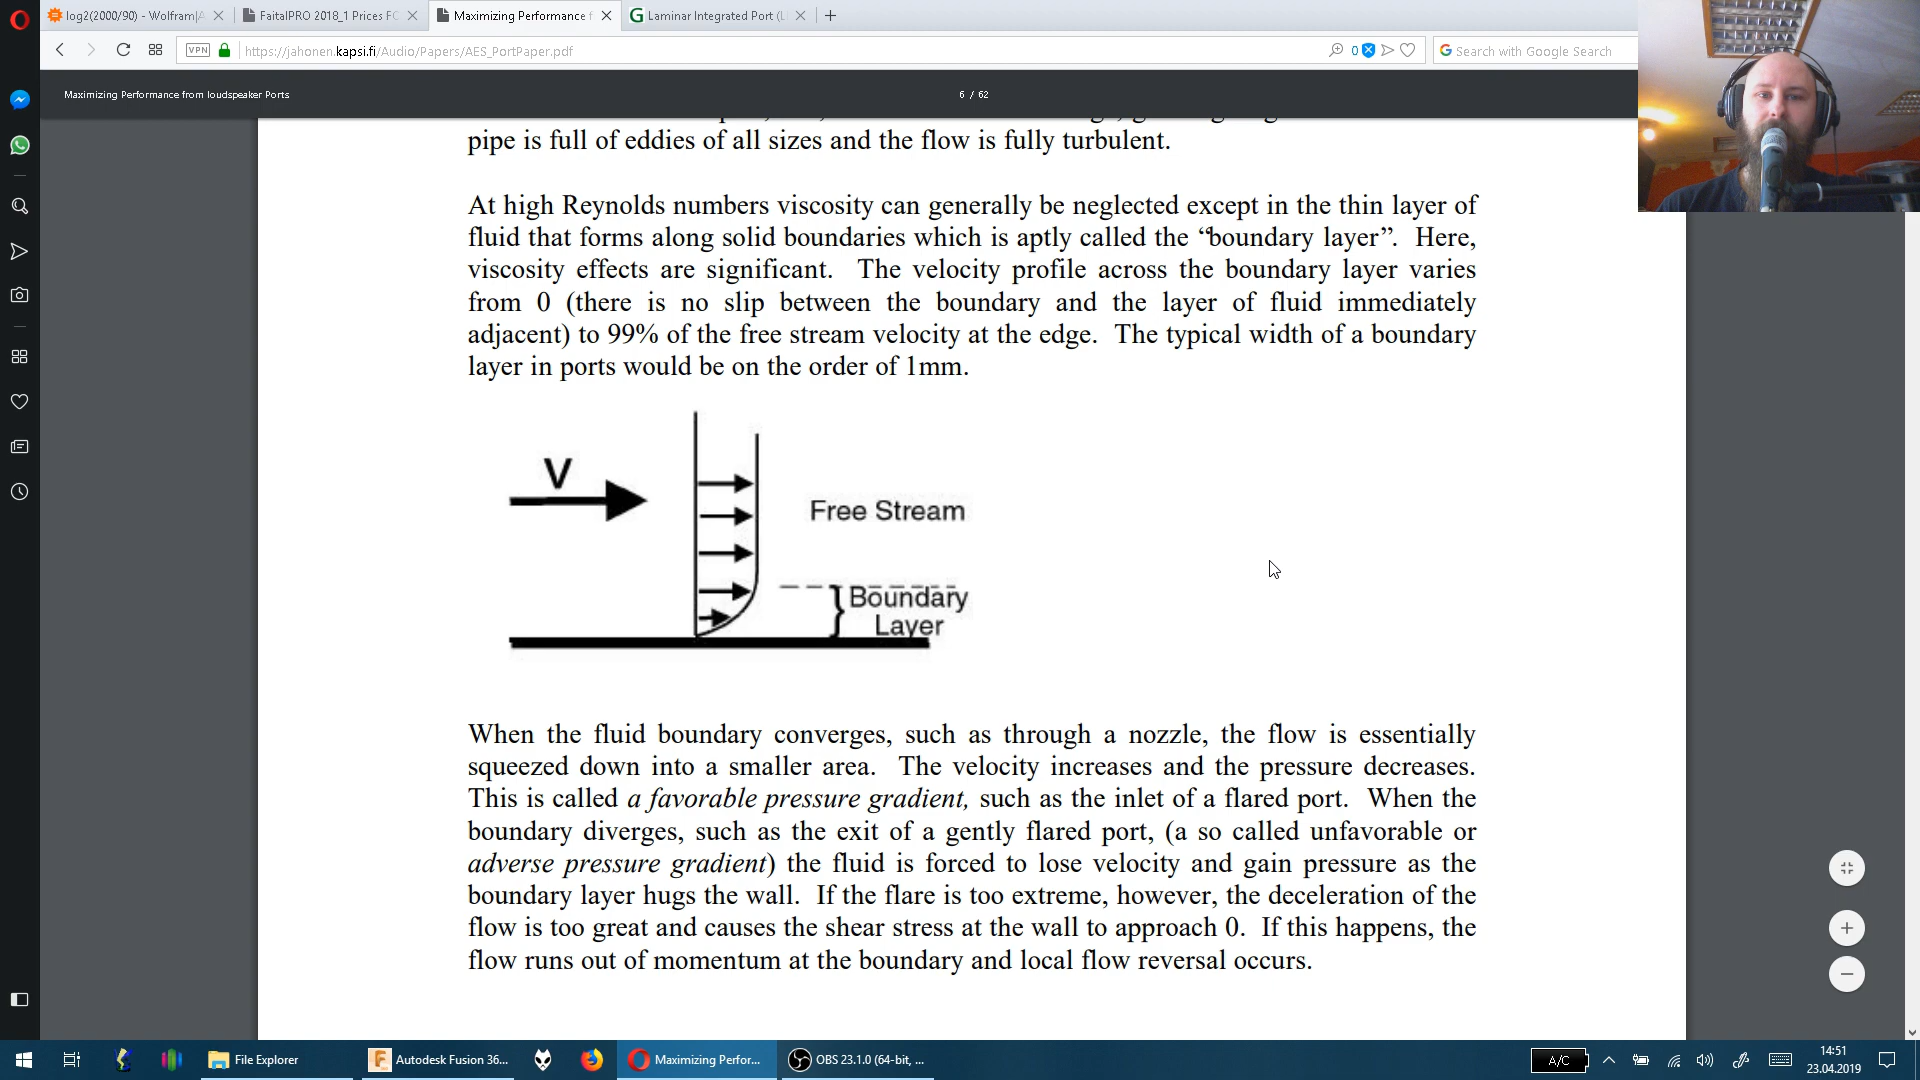 log2(2000/90) - Wolfram|A
FaitalPRO 2018_1 Prices FC
Maximizing Performance f
G Laminar Integrated Port (L
VPN
https://jahonen.kapsi.fi/Audio/Papers/AES_PortPaper.pdf
0
G Search with Google Search
Maximizing Performance from loudspeaker Ports
6 / 62
pipe is full of eddies of all sizes and the flow is fully turbulent.
At high Reynolds numbers viscosity can generally be neglected except in the thin layer of
fluid that forms along solid boundaries which is aptly called the “boundary layer”. Here,
viscosity effects are significant. The velocity profile across the boundary layer varies
from 0 (there is no slip between the boundary and the layer of fluid immediately
adjacent) to 99% of the free stream velocity at the edge. The typical width of a boundary
layer in ports would be on the order of 1mm.
V
Free Stream
Boundary
Layer
When the fluid boundary converges, such as through a nozzle, the flow is essentially
squeezed down into a smaller area. The velocity increases and the pressure decreases.
This is called a favorable pressure gradient, such as the inlet of a flared port. When the
boundary diverges, such as the exit of a gently flared port, (a so called unfavorable or
adverse pressure gradient) the fluid is forced to lose velocity and gain pressure as the
boundary layer hugs the wall. If the flare is too extreme, however, the deceleration of the
flow is too great and causes the shear stress at the wall to approach 0. If this happens, the
flow runs out of momentum at the boundary and local flow reversal occurs.
File Explorer
F Autodesk Fusion 36...
Maximizing Perfor...
OBS 23.1.0 (64-bit, ...
A/C
14:51
23.04.2019